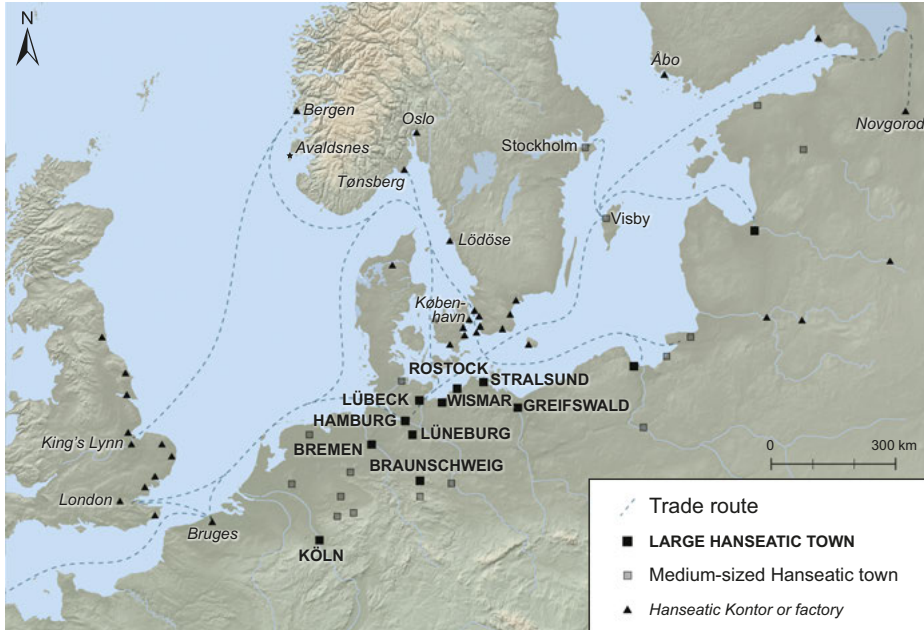 N
Bergen
Oslo
Åbo
Novgorod
Avaldsnes
Stockholm
Tønsberg
Visby
Lödöse
Køben-
havn
ROSTOCK
STRALSUND
LÜBECK
WISMAR
GREIFSWALD
HAMBURG
LÜNEBURG
King's Lynn
BREMEN
BRAUNSCHWEIG
0 300 km
London
Bruges
KÖLN
Trade route
LARGE HANSEATIC TOWN
Medium-sized Hanseatic town
Hanseatic Kontor or factory